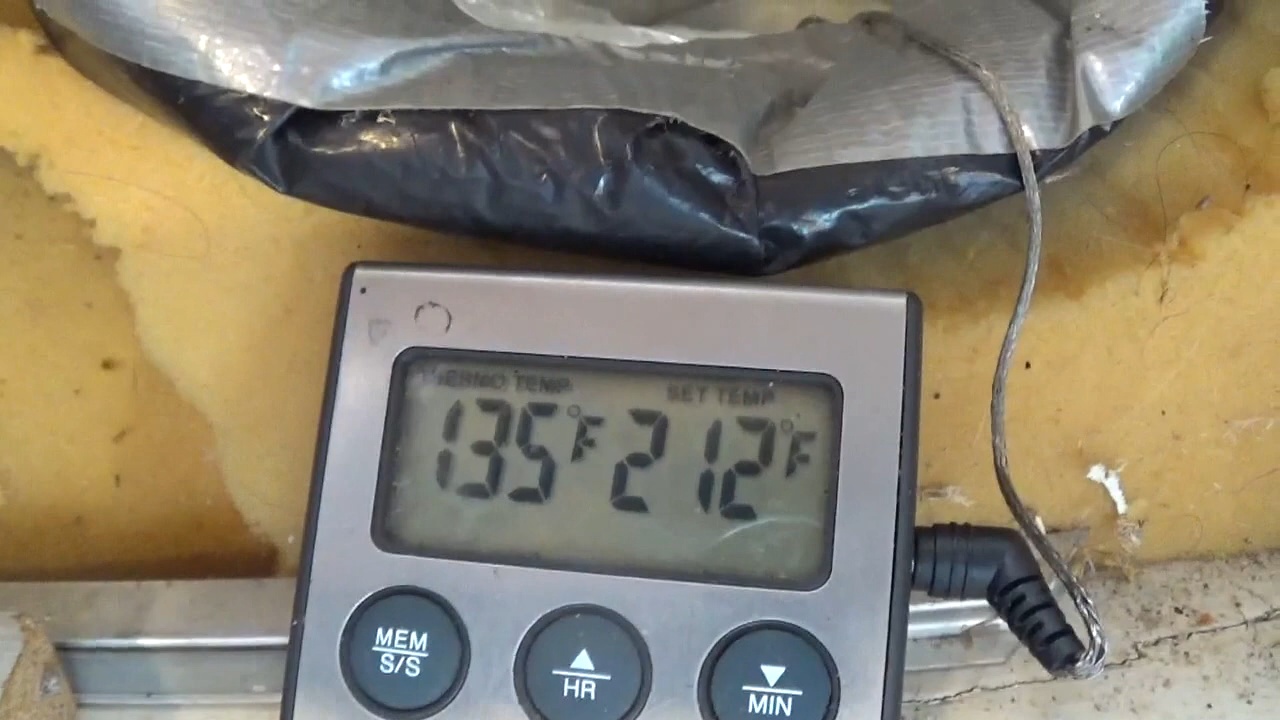 THERMO TEMP SET TEMP
135°F 212°F
MEM
S/S
HR
MIN